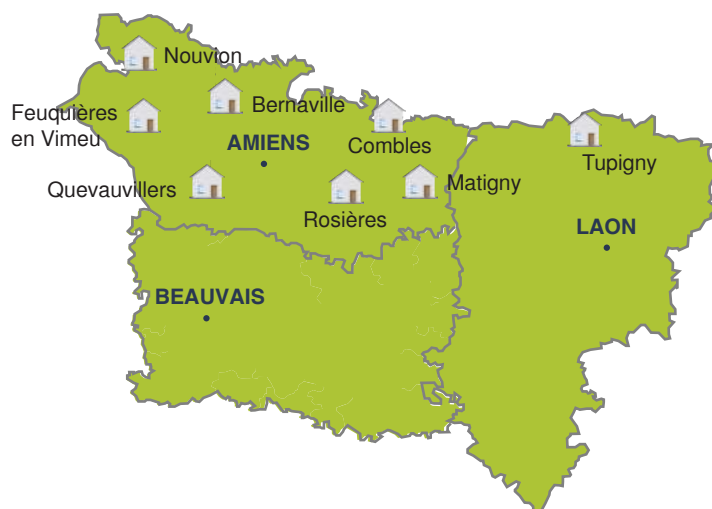 Nouvion
Bernaville
Feuquières
en Vimeu
AMIENS
Combles
Tupigny
Quevauvillers
Matigny
Rosières
LAON
BEAUVAIS